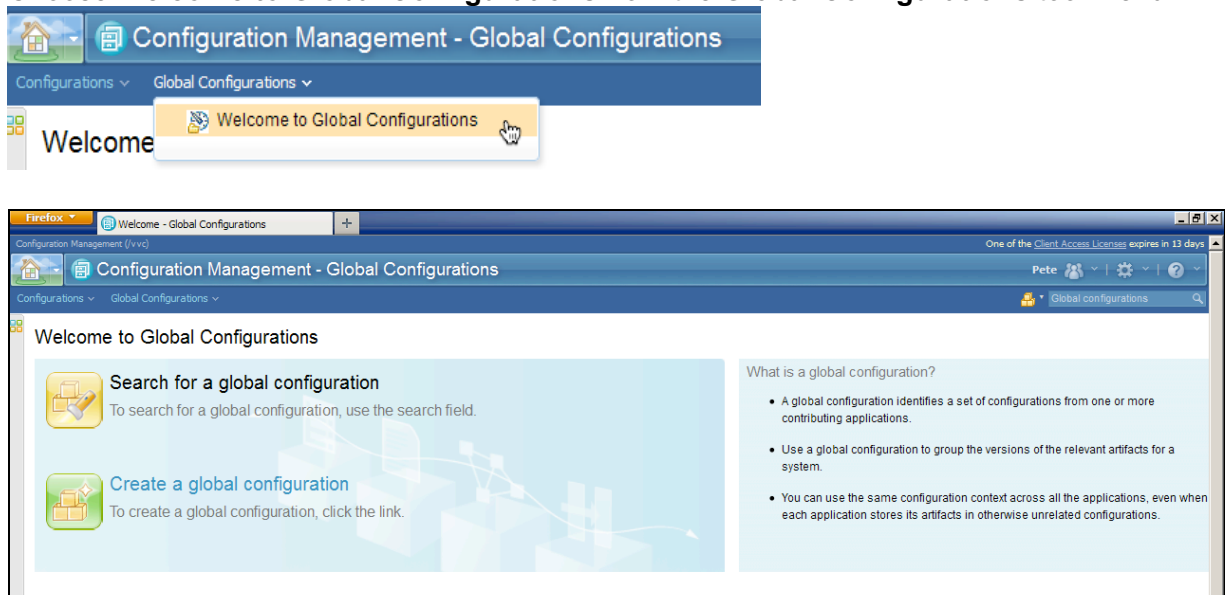 Configuration Management - Global Configurations
Configurations Global Configurations
Welcome to Global Configurations
Welcome
Firefox Welcome - Global Configurations
Configuration Management (/vvc) One of the Client Access Licenses expires in 13 days
Configuration Management - Global Configurations Pete
Configurations Global Configurations Global configurations
Welcome to Global Configurations
Search for a global configuration
To search for a global configuration, use the search field.
Create a global configuration
To create a global configuration, click the link.
What is a global configuration?
• A global configuration identifies a set of configurations from one or more
contributing applications.
• Use a global configuration to group the versions of the relevant artifacts for a
system.
• You can use the same configuration context across all the applications, even when
each application stores its artifacts in otherwise unrelated configurations.